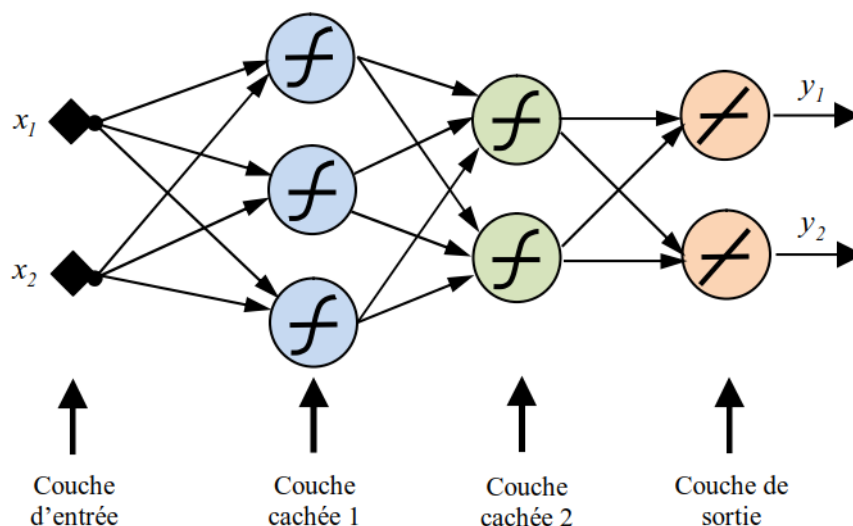 x1
x2
y1
y2
Couche
d’entrée
Couche
cachée 1
Couche
cachée 2
Couche de
sortie